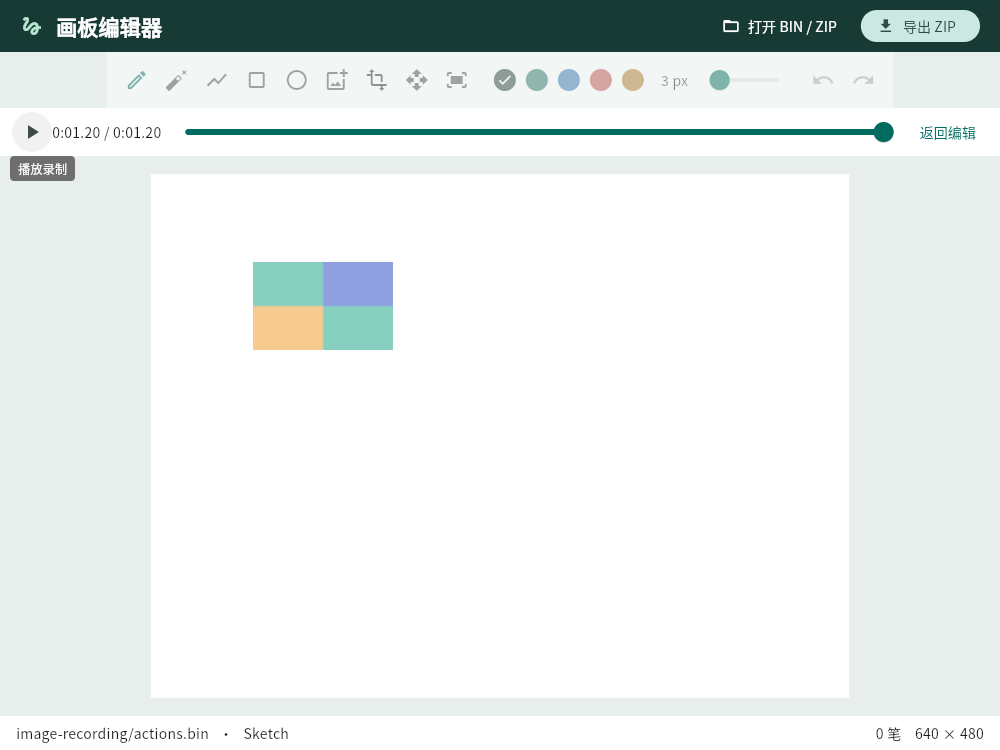 画板编辑器
打开 BIN / ZIP
导出 ZIP
3 px
0:01.20 / 0:01.20
返回编辑
播放录制
image-recording/actions.bin • Sketch
0 笔 640 × 480